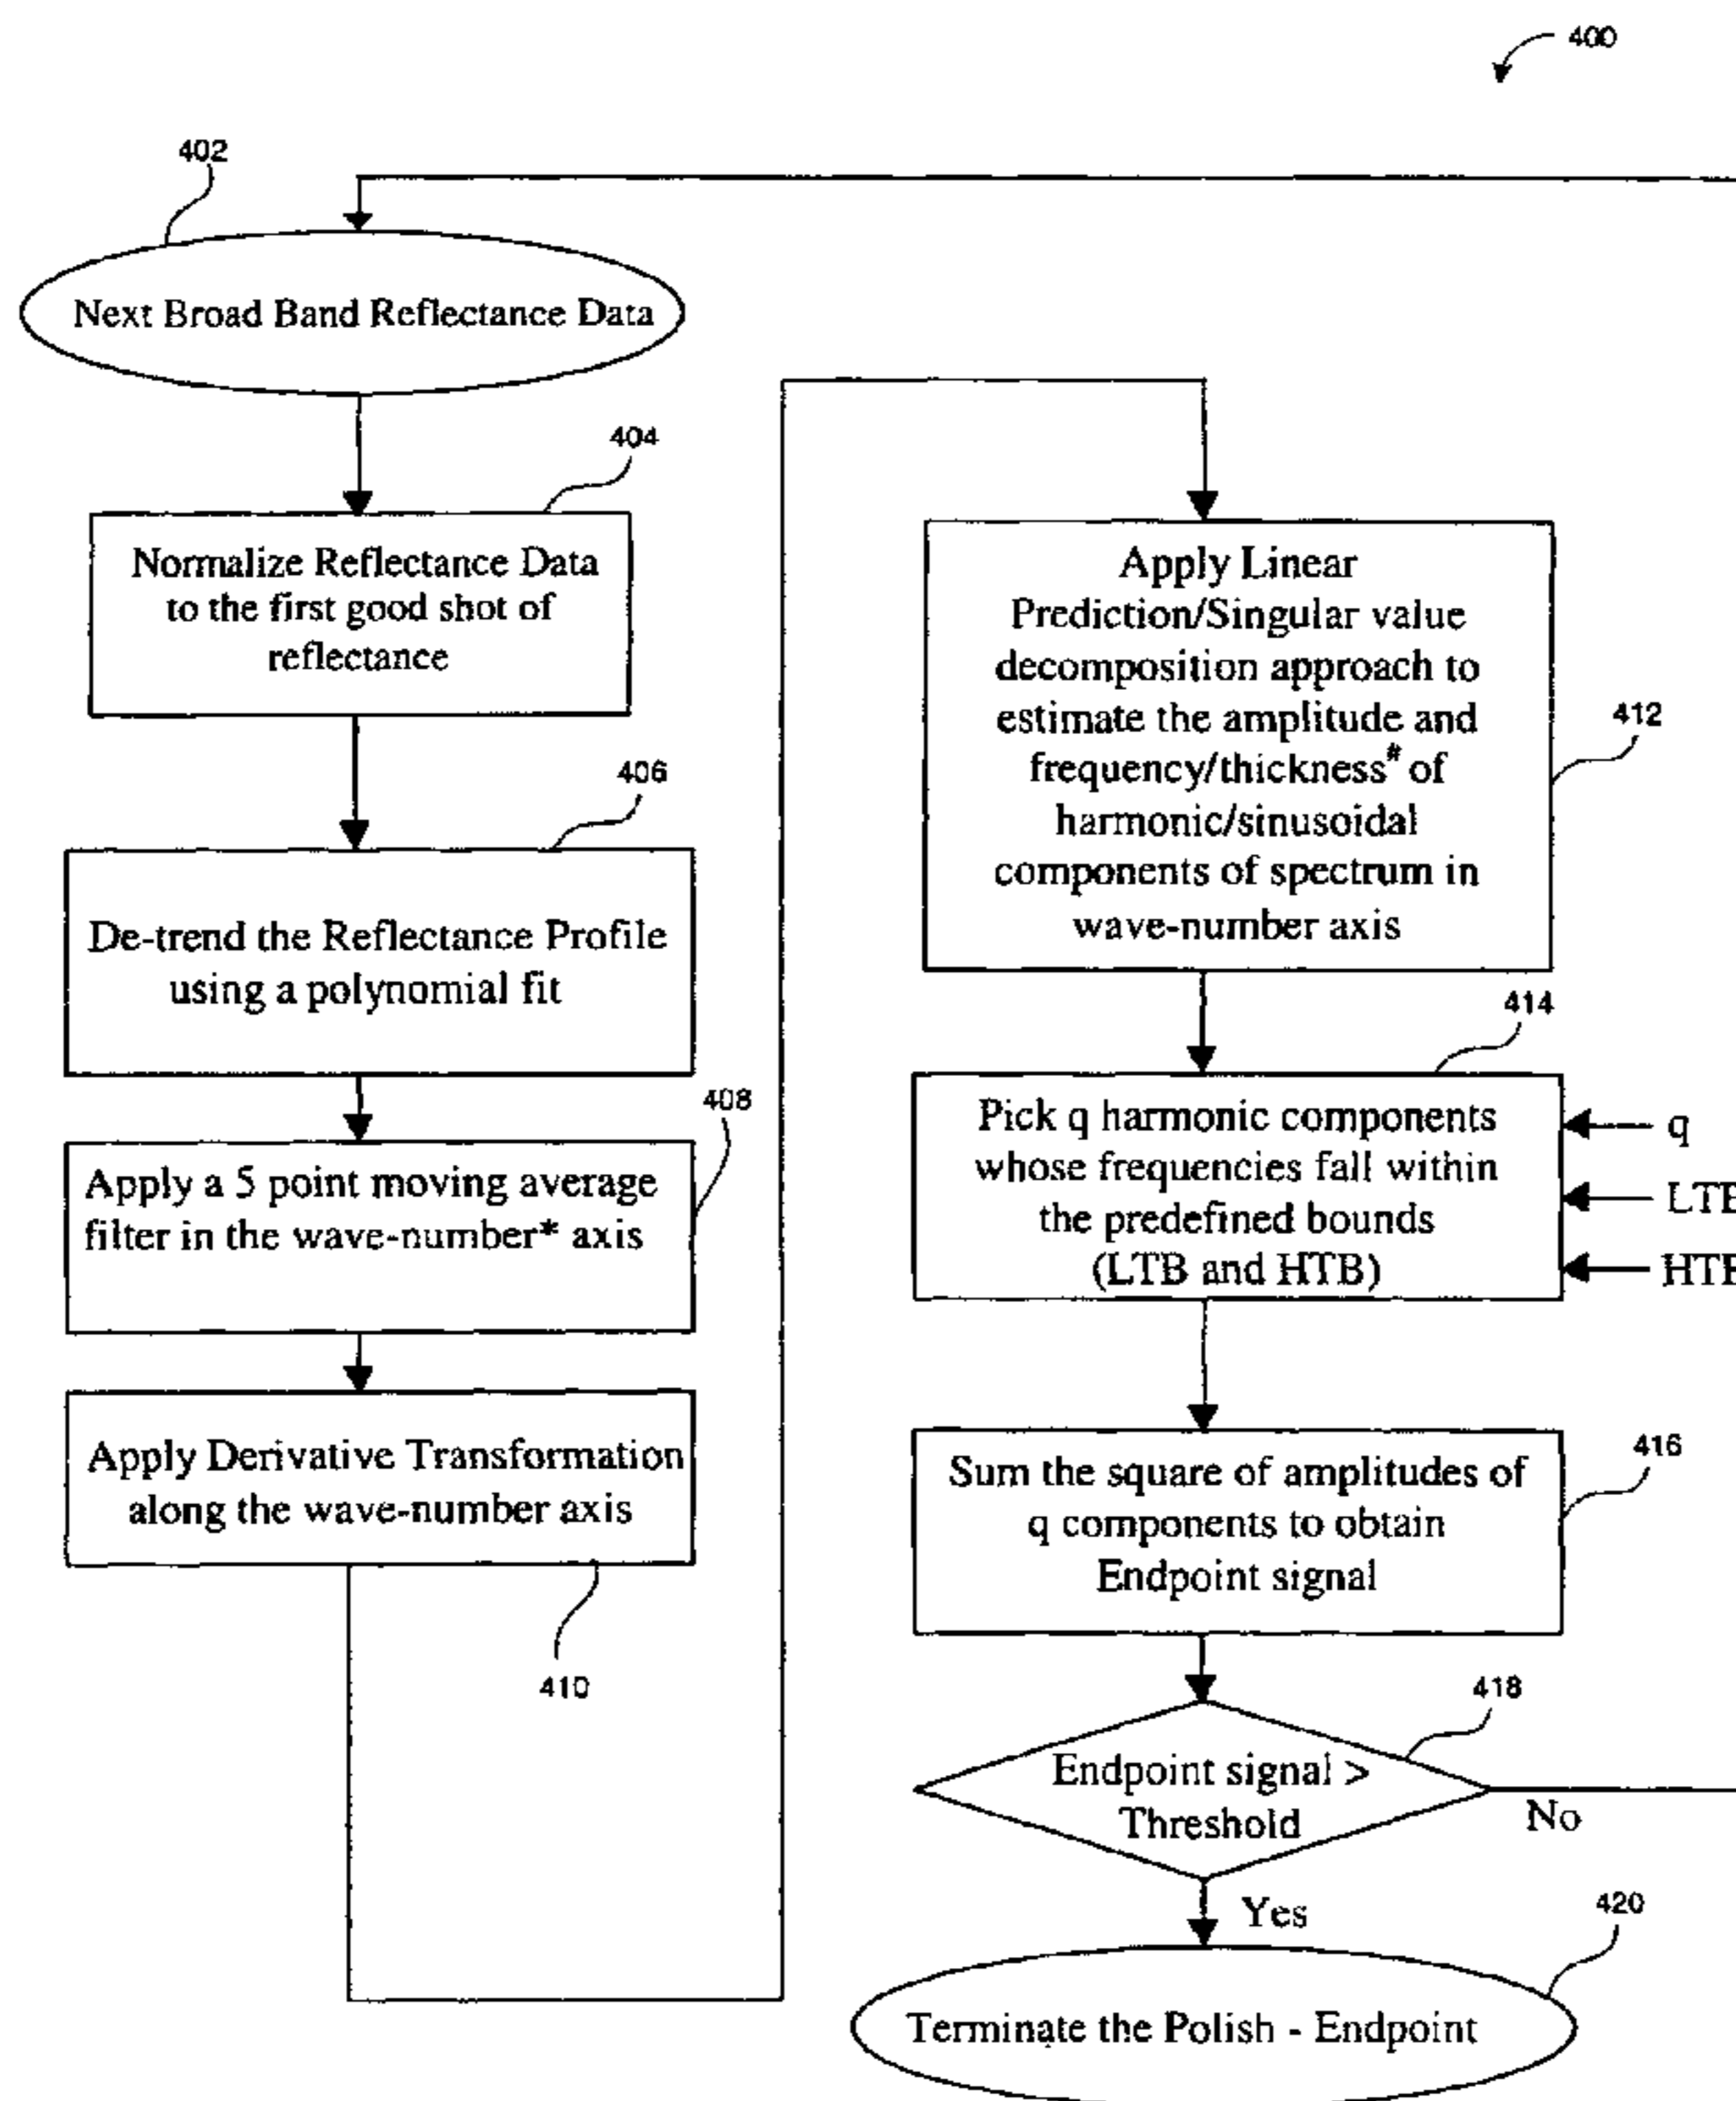 400
402
Next Broad Band Reflectance Data
404
Normalize Reflectance Data
to the first good shot of
reflectance
406
De-trend the Reflectance Profile
using a polynomial fit
408
Apply a 5 point moving average
filter in the wave-number* axis
Apply Derivative Transformation
along the wave-number axis
410
Apply Linear
Prediction/Singular value
decomposition approach to
estimate the amplitude and
frequency/thickness# of
harmonic/sinusoidal
components of spectrum in
wave-number axis
412
414
Pick q harmonic components
whose frequencies fall within
the predefined bounds
(LTB and HTB)
q
LTB
HTB
416
Sum the square of amplitudes of
q components to obtain
Endpoint signal
418
Endpoint signal >
Threshold
No
Yes
420
Terminate the Polish - Endpoint